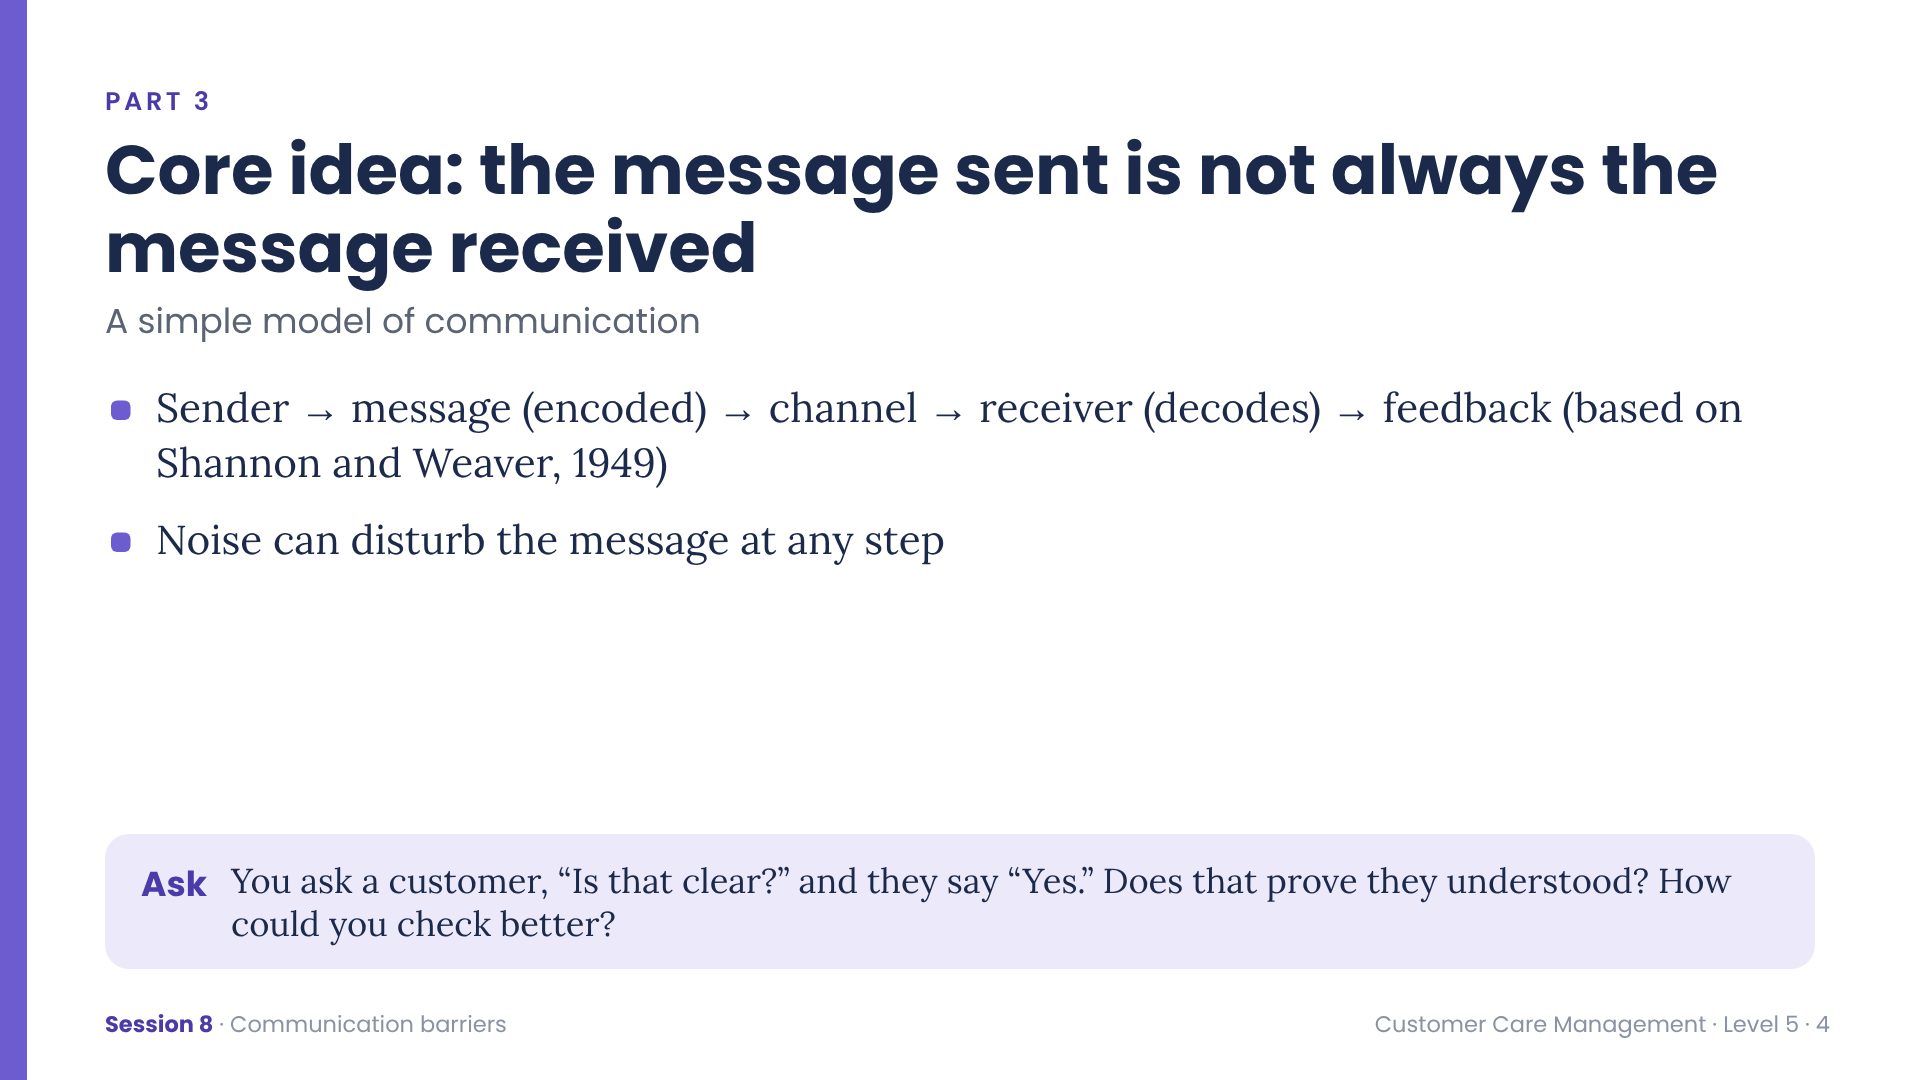 PART 3
Core idea: the message sent is not always the
message received
A simple model of communication
Sender → message (encoded) → channel → receiver (decodes) → feedback (based on
Shannon and Weaver, 1949)
Noise can disturb the message at any step
Ask You ask a customer, “Is that clear?” and they say “Yes.” Does that prove they understood? How
could you check better?
Session 8 · Communication barriers
Customer Care Management · Level 5 · 4